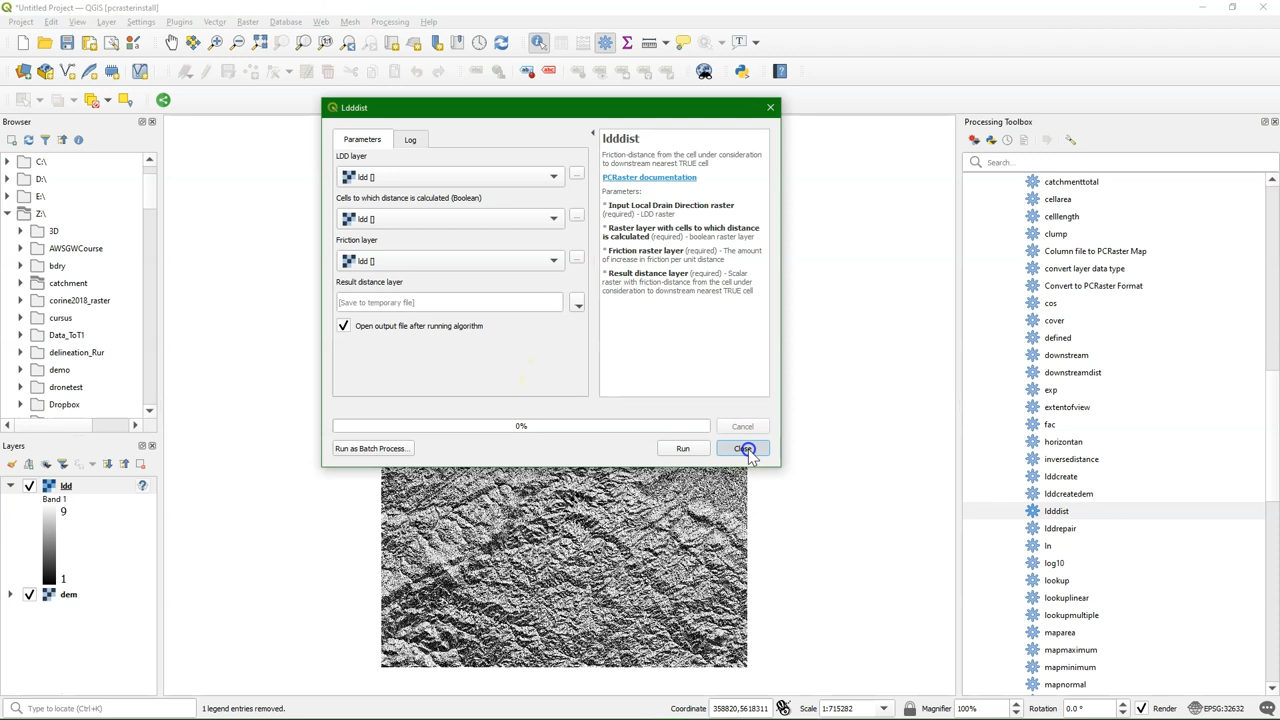 *Untitled Project — QGIS [pcrasterinstall]
Project Edit View Layer Settings Plugins Vector Raster Database Web Mesh Processing Help
Browser
C:\
D:\
E:\
Z:\
3D
AWSGWCourse
bdry
catchment
corine2018_raster
cursus
Data_ToT1
delineation_Rur
demo
dronetest
Dropbox
Layers
ldd
Band 1
9
1
dem
Ldddist
Parameters Log
LDD layer
ldd []
...
Cells to which distance is calculated (Boolean)
ldd []
...
Friction layer
ldd []
...
Result distance layer
[Save to temporary file]
Open output file after running algorithm
ldddist
Friction-distance from the cell under consideration
to downstream nearest TRUE cell
PCRaster documentation
Parameters:
* Input Local Drain Direction raster
(required) - LDD raster
* Raster layer with cells to which distance
is calculated (required) - boolean raster layer
* Friction raster layer (required) - The amount
of increase in friction per unit distance
* Result distance layer (required) - Scalar
raster with friction-distance from the cell under
consideration to downstream nearest TRUE cell
0%
Cancel
Run as Batch Process...
Run
Close
Processing Toolbox
Search...
catchmenttotal
cellarea
celllength
clump
Column file to PCRaster Map
convert layer data type
Convert to PCRaster Format
cos
cover
defined
downstream
downstreamdist
exp
extentofview
fac
horizontan
inversedistance
lddcreate
lddcreatedem
ldddist
lddrepair
ln
log10
lookup
lookuplinear
lookupmultiple
maparea
mapmaximum
mapminimum
mapnormal
Type to locate (Ctrl+K)
1 legend entries removed.
Coordinate 358820,5618311 Scale 1:715282 Magnifier 100% Rotation 0.0 ° Render EPSG:32632